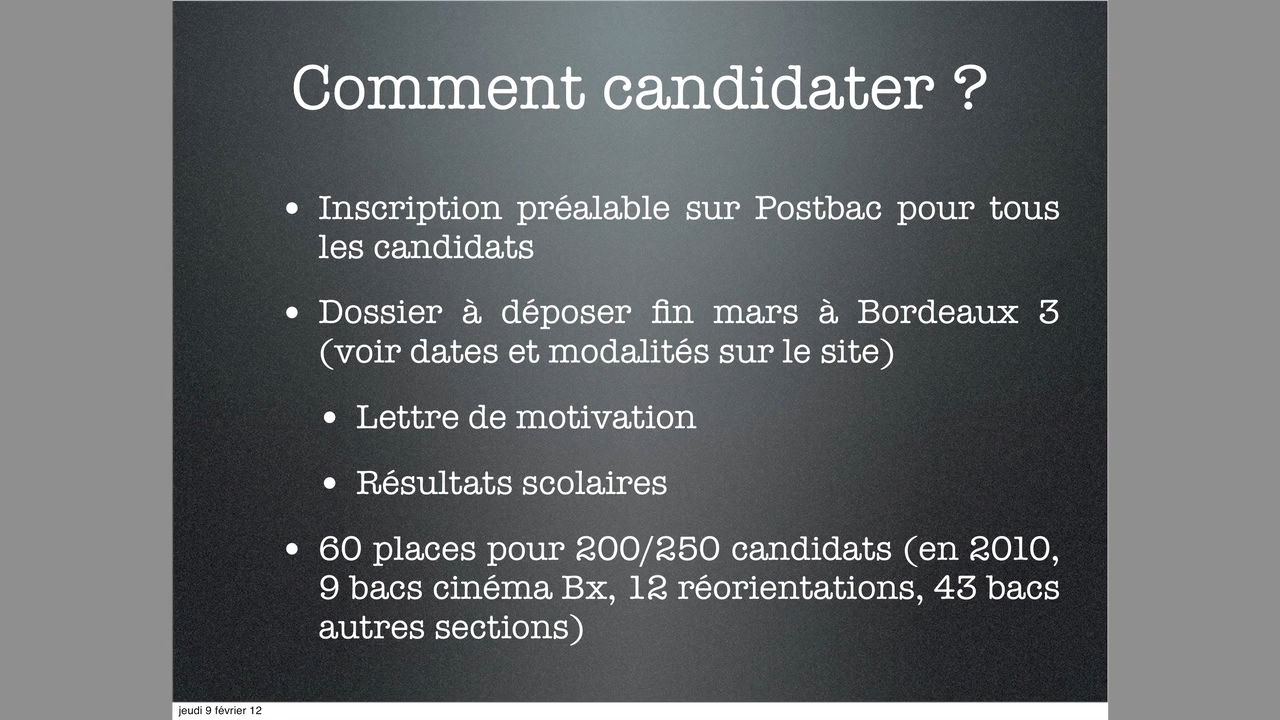 Comment candidater ?
• Inscription préalable sur Postbac pour tous
les candidats
• Dossier à déposer fin mars à Bordeaux 3
(voir dates et modalités sur le site)
• Lettre de motivation
• Résultats scolaires
• 60 places pour 200/250 candidats (en 2010,
9 bacs cinéma Bx, 12 réorientations, 43 bacs
autres sections)
jeudi 9 février 12